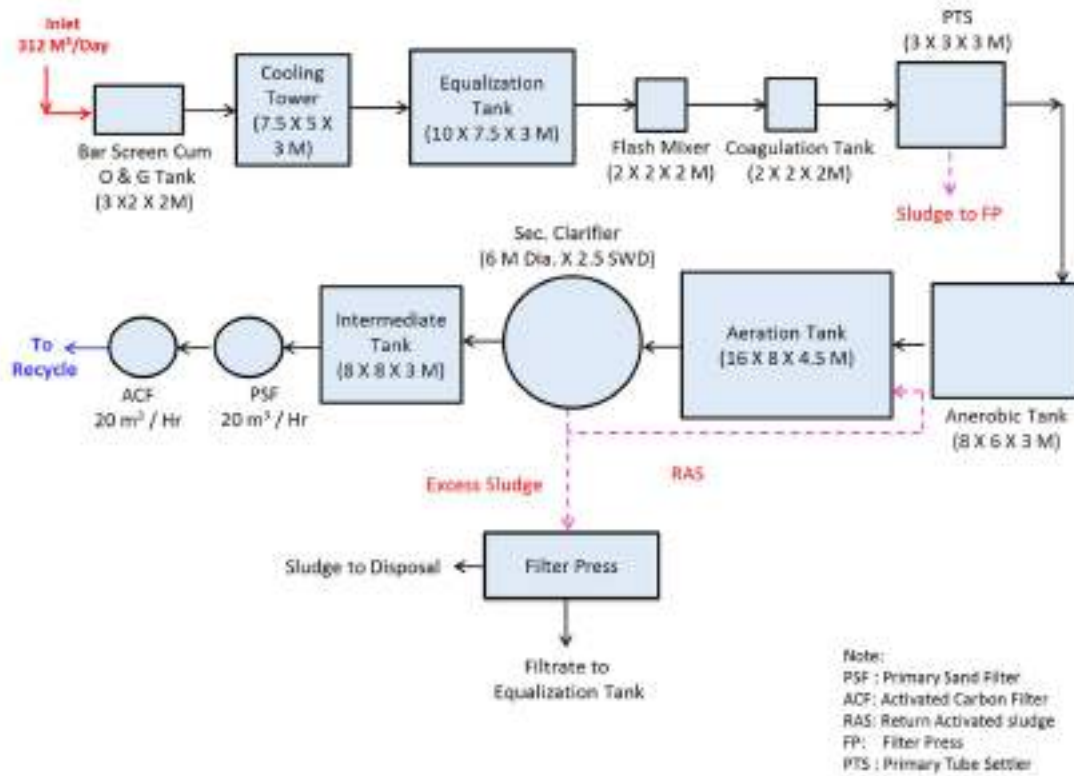 Inlet
312 M³/Day
Bar Screen Cum
O & G Tank
(3 X2 X 2M)
Cooling
Tower
(7.5 X 5 X
3 M)
Equalization
Tank
(10 X 7.5 X 3 M)
Flash Mixer
(2 X 2 X 2 M)
Coagulation Tank
(2 X 2 X 2M)
PTS
(3 X 3 X 3 M)
Sludge to FP
Anerobic Tank
(8 X 6 X 3 M)
Aeration Tank
(16 X 8 X 4.5 M)
Sec. Clarifier
(6 M Dia. X 2.5 SWD)
Intermediate
Tank
(8 X 8 X 3 M)
PSF
20 m³ / Hr
ACF
20 m³ / Hr
To
Recycle
Excess Sludge
RAS
Filter Press
Sludge to Disposal
Filtrate to
Equalization Tank
Note:
PSF : Primary Sand Filter
ACF: Activated Carbon Filter
RAS: Return Activated sludge
FP: Filter Press
PTS : Primary Tube Settler